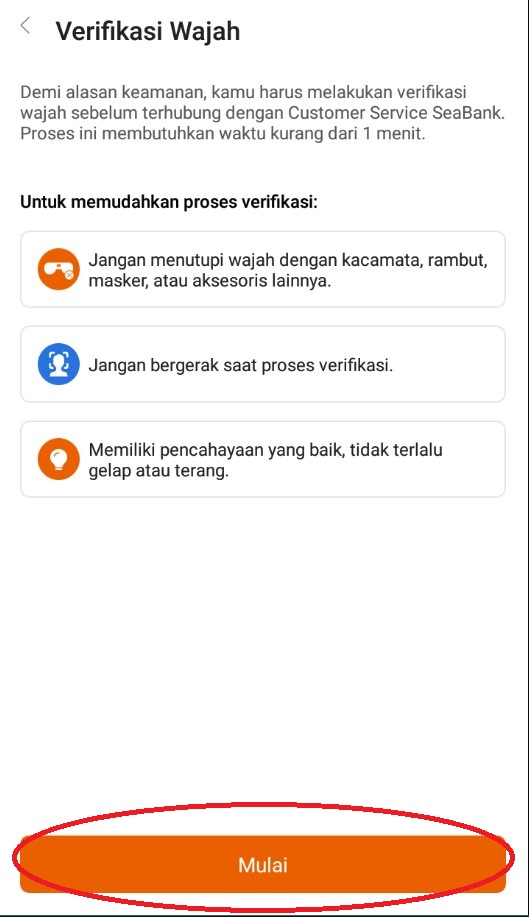 Verifikasi Wajah
Demi alasan keamanan, kamu harus melakukan verifikasi
wajah sebelum terhubung dengan Customer Service SeaBank.
Proses ini membutuhkan waktu kurang dari 1 menit.
Untuk memudahkan proses verifikasi:
Jangan menutupi wajah dengan kacamata, rambut,
masker, atau aksesoris lainnya.
Jangan bergerak saat proses verifikasi.
Memiliki pencahayaan yang baik, tidak terlalu
gelap atau terang.
Mulai